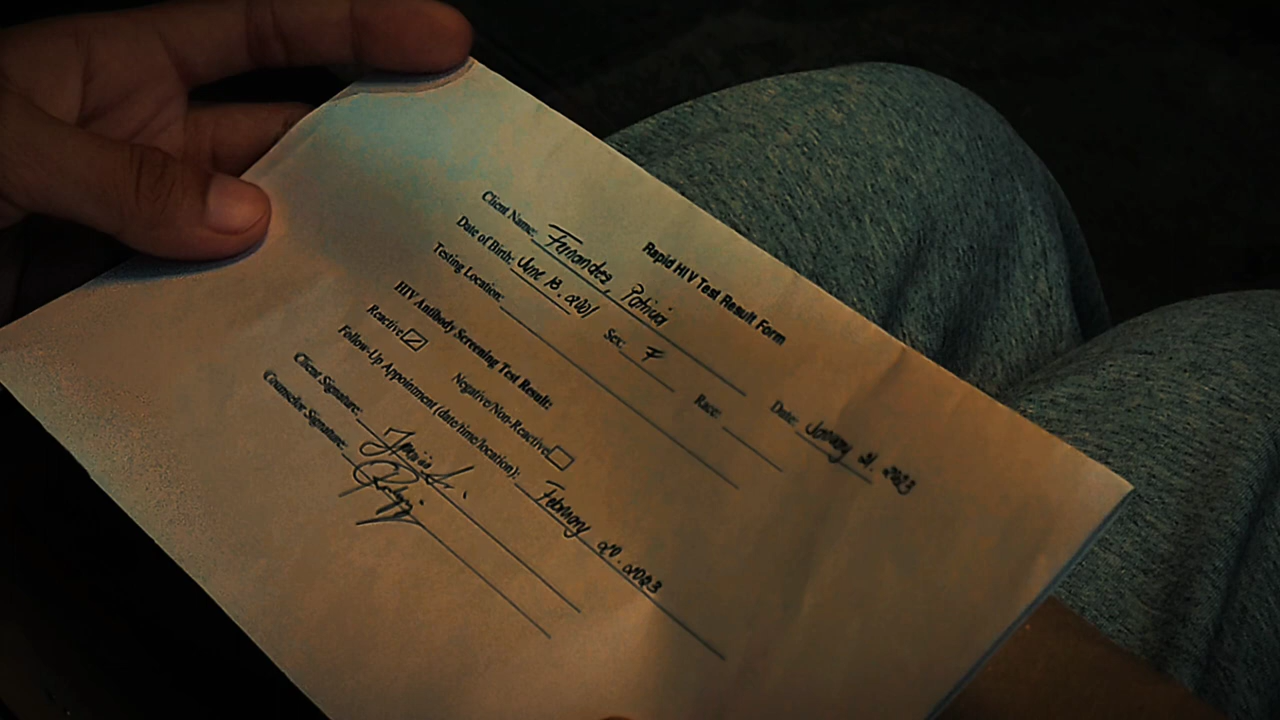 Rapid HIV Test Result Form
Client Name: Fernandez Patricia Date: January 31, 2023
Date of Birth: June 18, 2001 Sex: F Race:
Testing Location:
HIV Antibody Screening Test Result:
Reactive Negative/Non-Reactive
Follow-Up Appointment (date/time/location): February 20, 2023
Client Signature:
Counselor Signature: